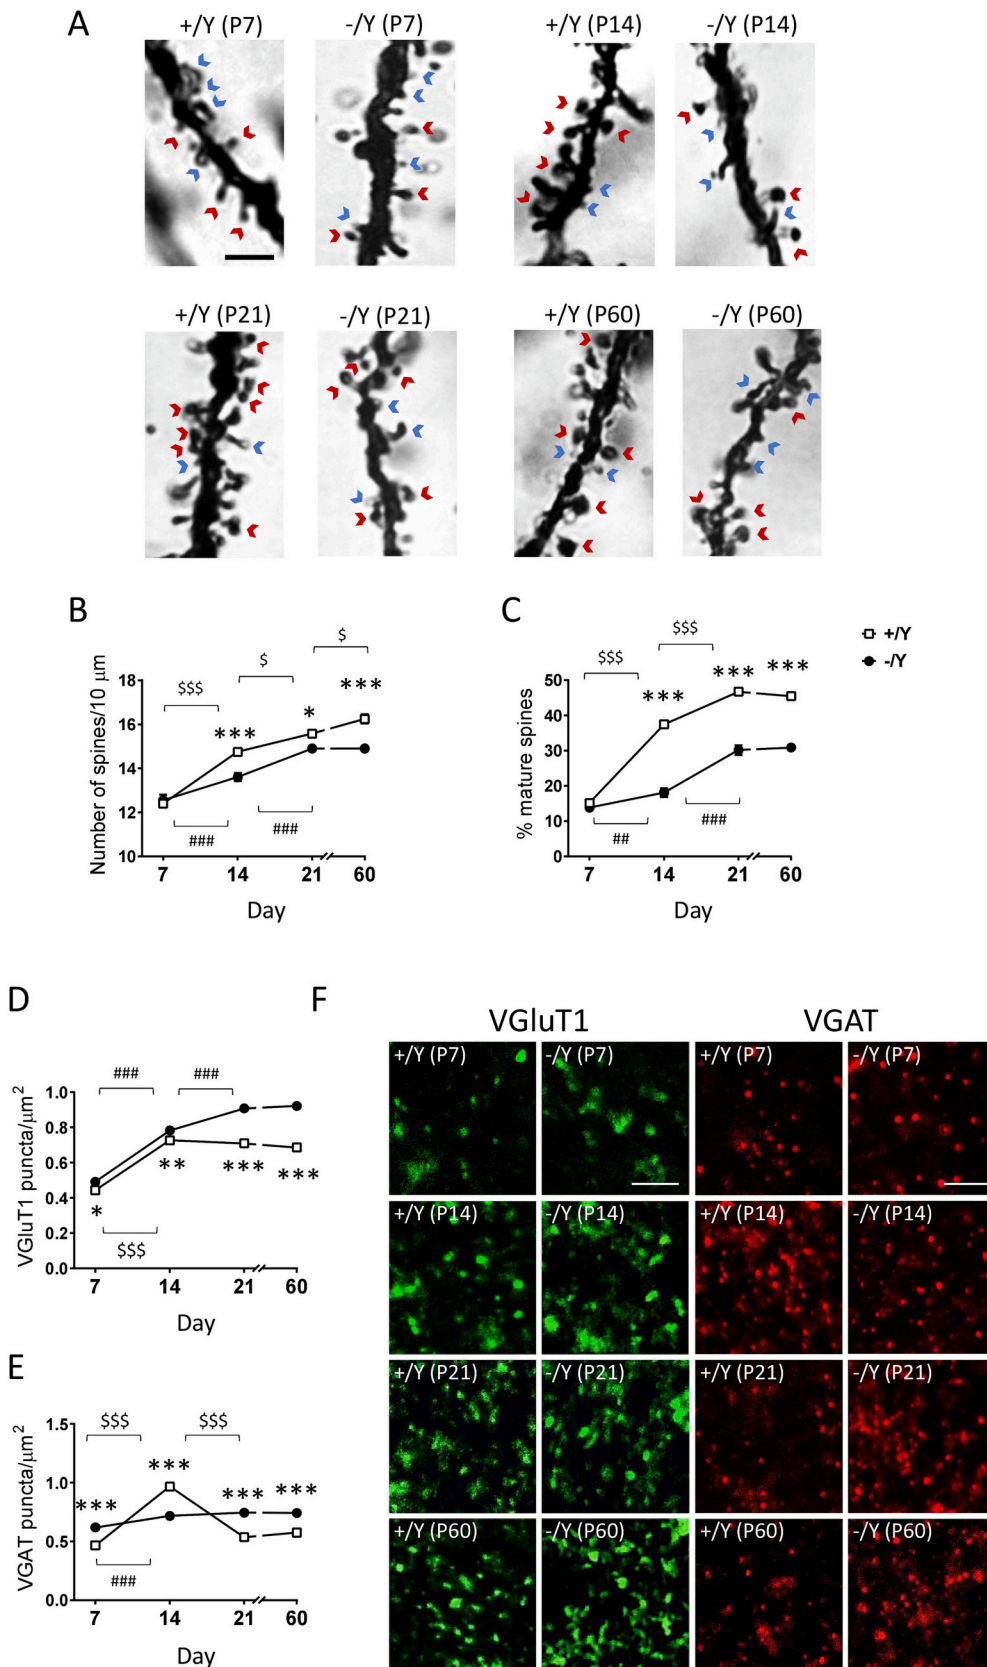 A
+/Y (P7)
-/Y (P7)
+/Y (P14)
-/Y (P14)
+/Y (P21)
-/Y (P21)
+/Y (P60)
-/Y (P60)
B
Number of spines/10 μm
18
16
14
12
10
$$$
$
$
***
*
***
###
###
7
14
21
60
Day
C
% mature spines
50
40
30
20
10
0
$$$
$$$
***
***
***
##
###
7
14
21
60
Day
+/Y
-/Y
D
VGluT1 puncta/μm²
1.0
0.8
0.6
0.4
0.2
0.0
###
###
*
**
***
***
$$$
7
14
21
60
Day
E
VGAT puncta/μm²
1.5
1.0
0.5
0.0
$$$
$$$
***
***
***
***
###
7
14
21
60
Day
F
VGluT1
VGAT
+/Y (P7)
-/Y (P7)
+/Y (P7)
-/Y (P7)
+/Y (P14)
-/Y (P14)
+/Y (P14)
-/Y (P14)
+/Y (P21)
-/Y (P21)
+/Y (P21)
-/Y (P21)
+/Y (P60)
-/Y (P60)
+/Y (P60)
-/Y (P60)